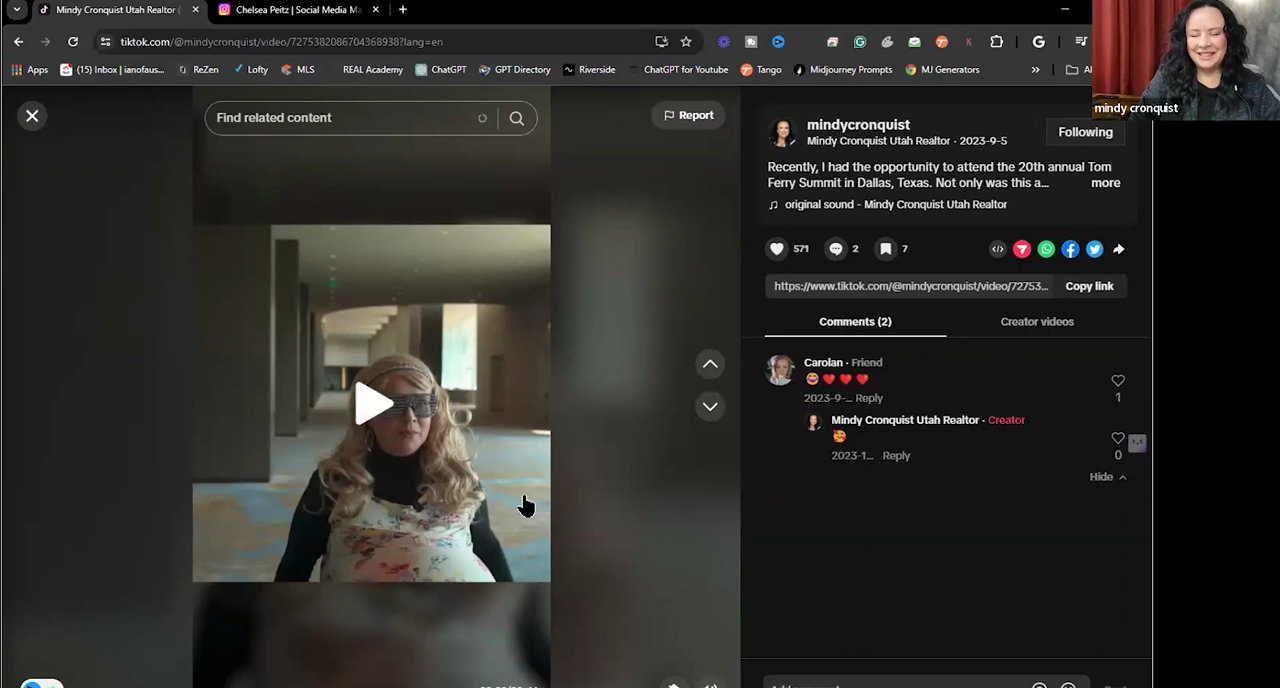 Mindy Cronquist Utah Realtor (
Chelsea Peitz | Social Media Ma
tiktok.com/@mindycronquist/video/7275382086704368938?lang=en
Apps
(15) Inbox | ianofaus...
ReZen
Lofty
MLS
REAL Academy
ChatGPT
GPT Directory
Riverside
ChatGPT for Youtube
Tango
Midjourney Prompts
MJ Generators
mindy cronquist
Find related content
Report
mindycronquist
Mindy Cronquist Utah Realtor · 2023-9-5
Following
Recently, I had the opportunity to attend the 20th annual Tom
Ferry Summit in Dallas, Texas. Not only was this a... more
original sound - Mindy Cronquist Utah Realtor
571
2
7
https://www.tiktok.com/@mindycronquist/video/72753...
Copy link
Comments (2)
Creator videos
Carolan · Friend
2023-9-... Reply
1
Mindy Cronquist Utah Realtor · Creator
2023-1... Reply
0
Hide